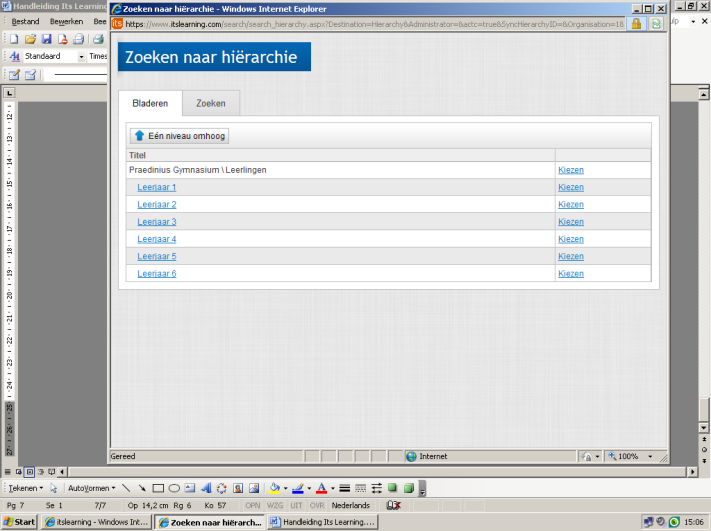 Handleiding Its Learning
Zoeken naar hiërarchie - Windows Internet Explorer
Bestand Bewerken Bee
its https://www.itslearning.com/search/search_hierarchy.aspx?Destination=Hierarchy&Administrator=&actc=true&SyncHierarchyID=&Organisation=18
Standaard Times
Zoeken naar hiërarchie
Bladeren Zoeken
Eén niveau omhoog
Titel
Praedinius Gymnasium \ Leerlingen Kiezen
Leerjaar 1 Kiezen
Leerjaar 2 Kiezen
Leerjaar 3 Kiezen
Leerjaar 4 Kiezen
Leerjaar 5 Kiezen
Leerjaar 6 Kiezen
Gereed Internet 100%
Tekenen AutoVormen
Pg 7 Se 1 7/7 Op 14,2 cm Rg 6 Ko 57 OPN WZG UIT OVR Nederlands
Start itslearning - Windows Int... Zoeken naar hiërarch... Handleiding Its Learning.... 15:06